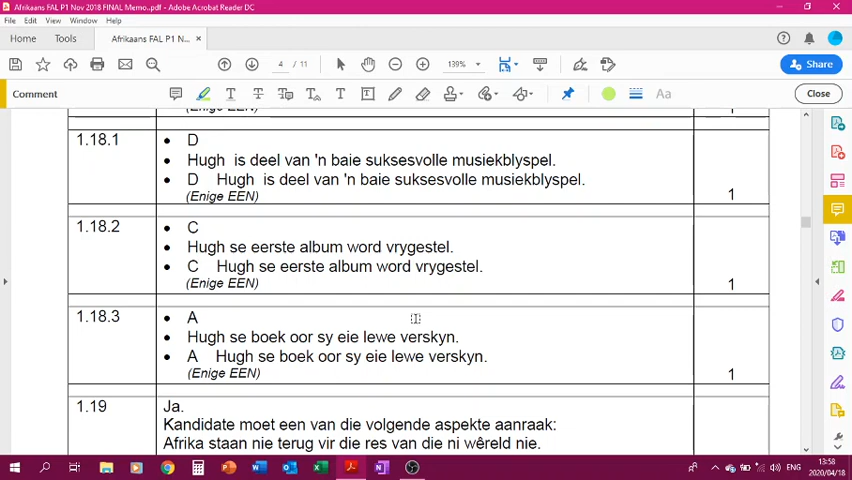 Afrikaans FAL P1 Nov 2018 FINAL Memo..pdf - Adobe Acrobat Reader DC
File Edit View Window Help
Home Tools Afrikaans FAL P1 N... ×
4 / 11 139% Share
Comment Aa Close
(Enige EEN) 1
1.18.1 • D
• Hugh is deel van 'n baie suksesvolle musiekblyspel.
• D Hugh is deel van 'n baie suksesvolle musiekblyspel.
(Enige EEN) 1
1.18.2 • C
• Hugh se eerste album word vrygestel.
• C Hugh se eerste album word vrygestel.
(Enige EEN) 1
1.18.3 • A
• Hugh se boek oor sy eie lewe verskyn.
• A Hugh se boek oor sy eie lewe verskyn.
(Enige EEN) 1
1.19 Ja.
Kandidate moet een van die volgende aspekte aanraak:
Afrika staan nie terug vir die res van die ni wêreld nie.
ENG 13:58
2020/04/18